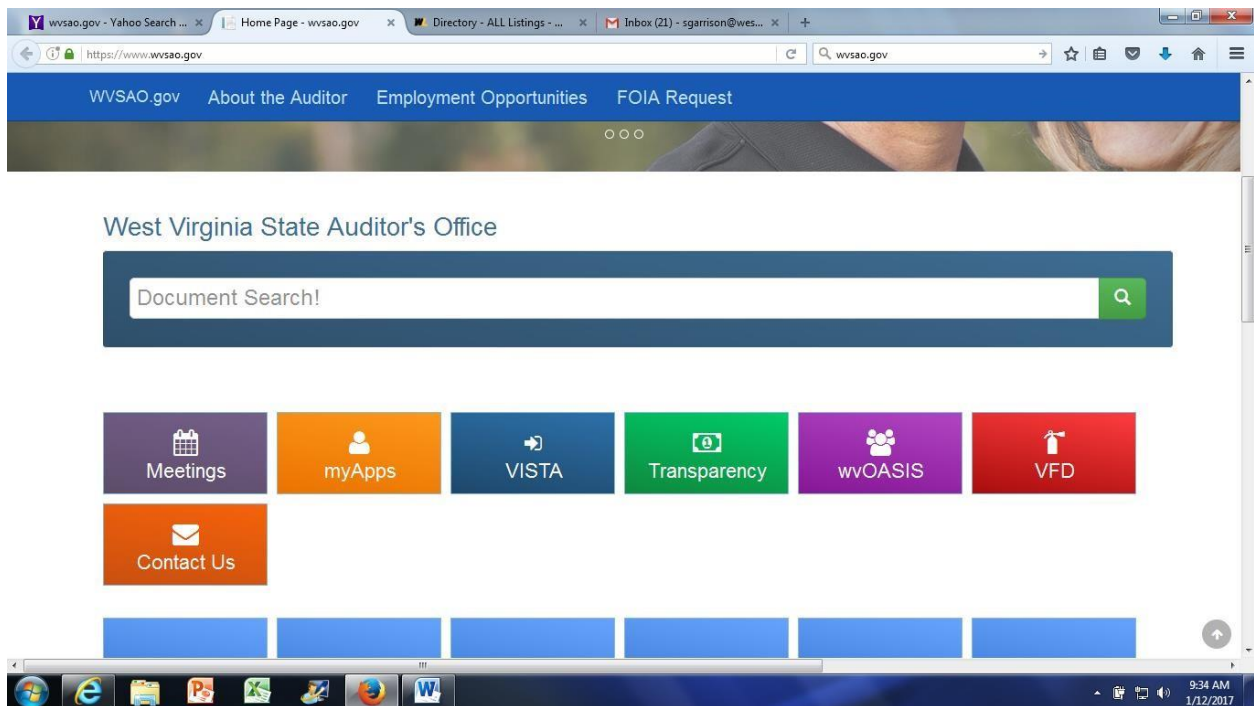 wvsao.gov - Yahoo Search ...
Home Page - wvsao.gov
Directory - ALL Listings - ...
Inbox (21) - sgarrison@wes...
https://www.wvsao.gov
wvsao.gov
WVSAO.gov About the Auditor Employment Opportunities FOIA Request
West Virginia State Auditor's Office
Document Search!
Meetings
myApps
VISTA
Transparency
wvOASIS
VFD
Contact Us
9:34 AM
1/12/2017